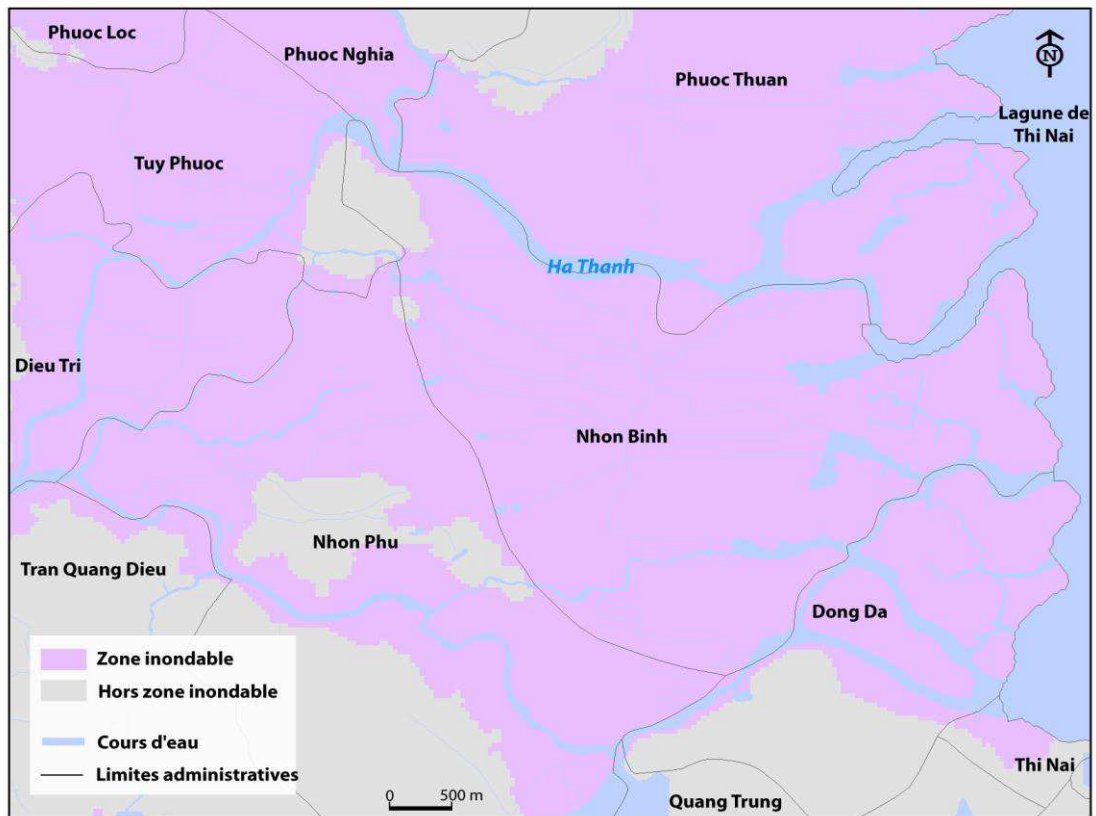 Phuoc Loc
Phuoc Nghia
Phuoc Thuan
N
Lagune de
Thi Nai
Tuy Phuoc
Ha Thanh
Dieu Tri
Nhon Binh
Nhon Phu
Tran Quang Dieu
Dong Da
Zone inondable
Hors zone inondable
Cours d'eau
Limites administratives
0 500 m
Thi Nai
Quang Trung